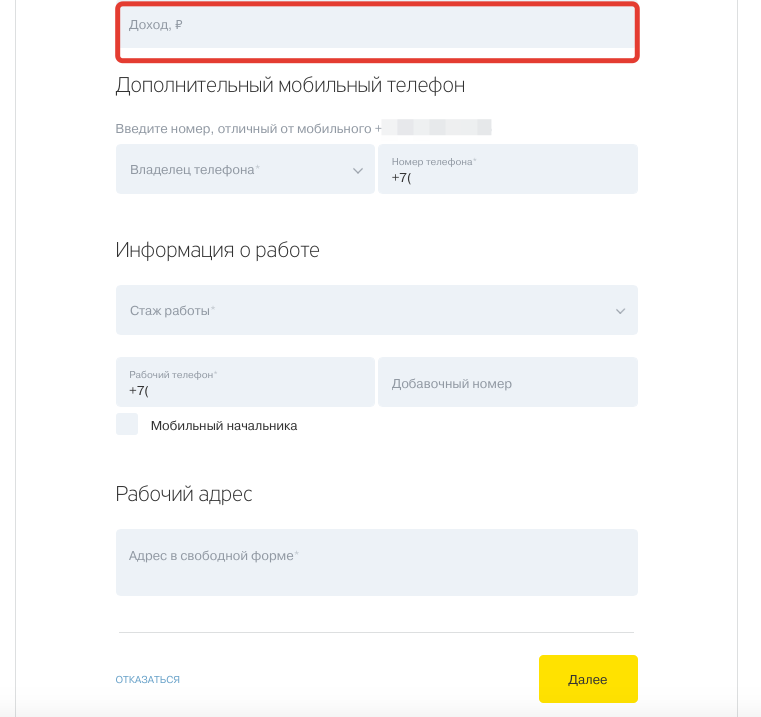 Доход, ₽
Дополнительный мобильный телефон
Введите номер, отличный от мобильного +
Владелец телефона*
Номер телефона*
+7(
Информация о работе
Стаж работы*
Рабочий телефон*
+7(
Добавочный номер
Мобильный начальника
Рабочий адрес
Адрес в свободной форме*
ОТКАЗАТЬСЯ
Далее